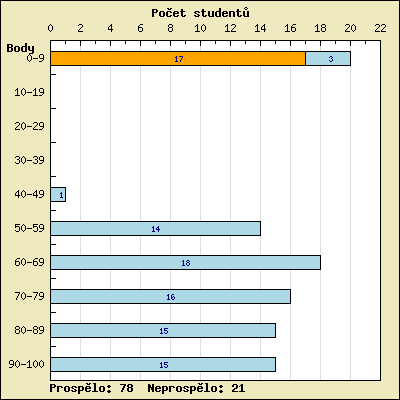 Počet studentů
0 2 4 6 8 10 12 14 16 18 20 22
Body
0-9 17 3
10-19
20-29
30-39
40-49 1
50-59 14
60-69 18
70-79 16
80-89 15
90-100 15
Prospělo: 78 Neprospělo: 21